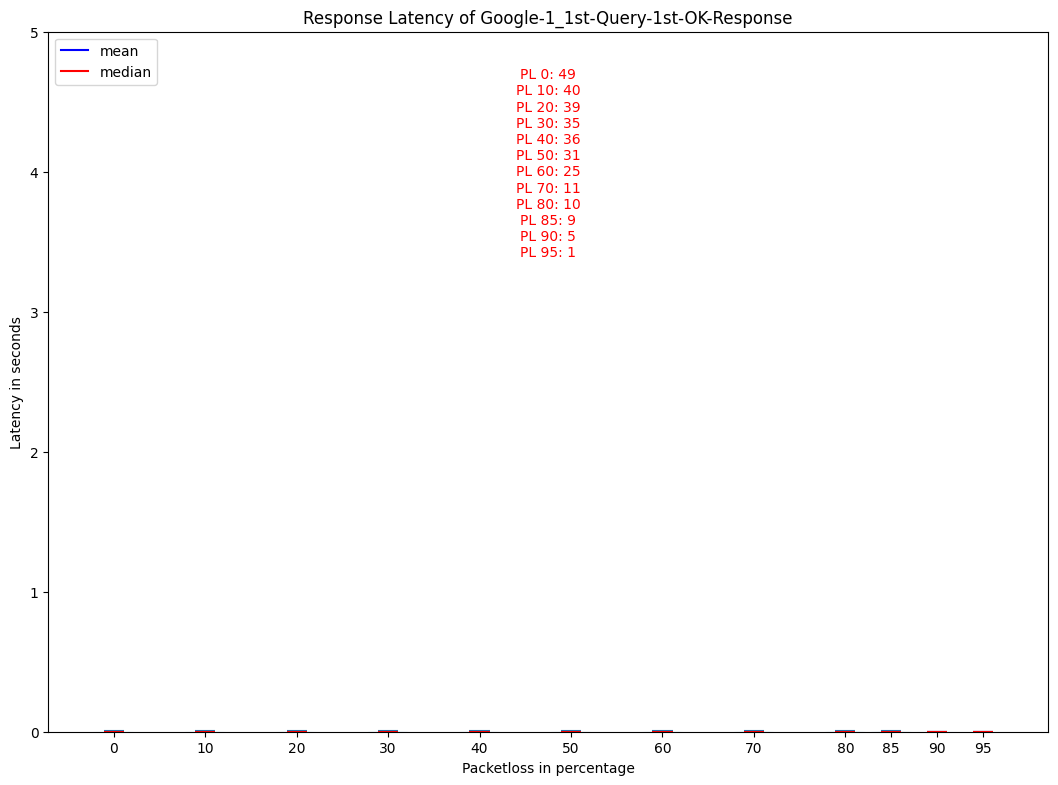 Response Latency of Google-1_1st-Query-1st-OK-Response
5
4
3
2
1
0
Latency in seconds
mean
median
PL 0: 49
PL 10: 40
PL 20: 39
PL 30: 35
PL 40: 36
PL 50: 31
PL 60: 25
PL 70: 11
PL 80: 10
PL 85: 9
PL 90: 5
PL 95: 1
0 10 20 30 40 50 60 70 80 85 90 95
Packetloss in percentage